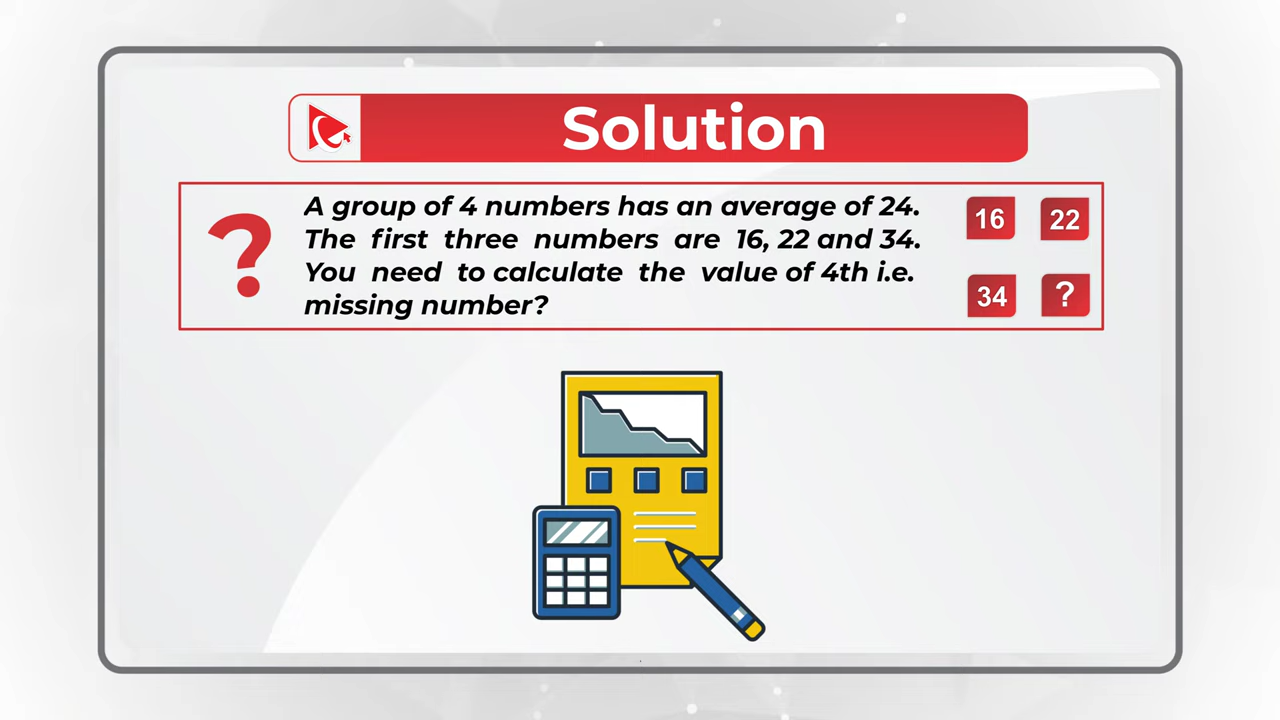 Solution
?
A group of 4 numbers has an average of 24.
The first three numbers are 16, 22 and 34.
You need to calculate the value of 4th i.e.
missing number?
16 22
34 ?